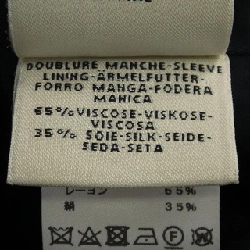 DOUBLURE MANCHE-SLEEVE
LINING-ÄRMELFUTTER-
FORRO MANGA-FODERA
MANICA
65%VISCOSE-VISKOSE-
VISCOSA
35% SOIE-SILK-SEIDE-
SEDA-SETA
レーヨン 65%
絹 35%